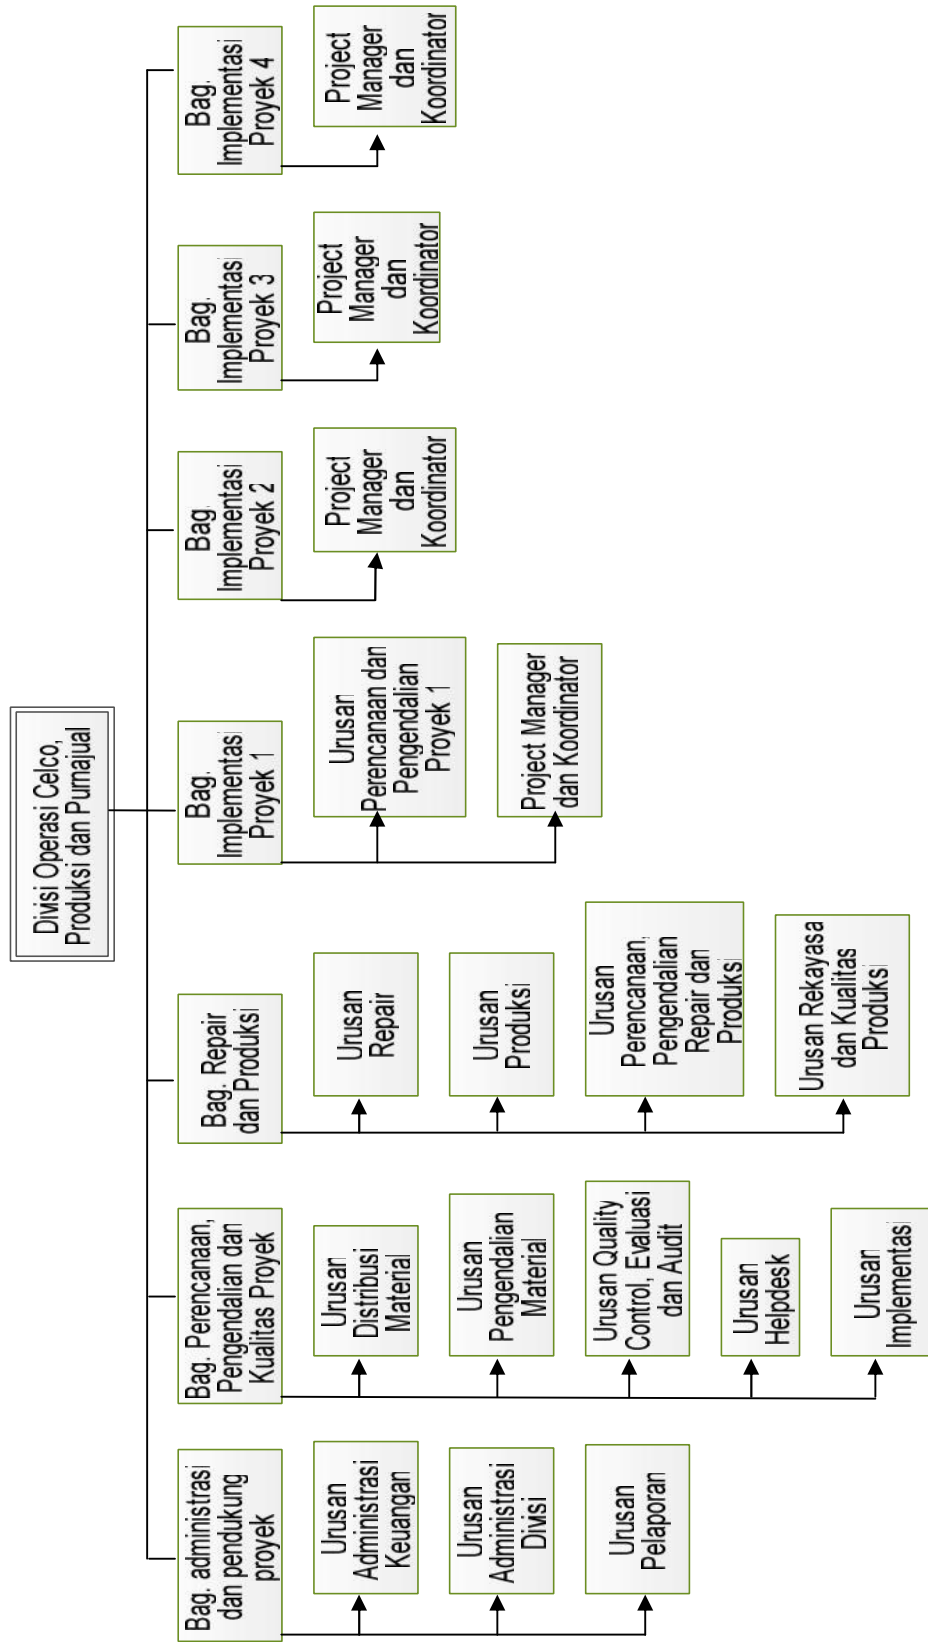 Divisi Operasi Celco,
Produksi dan Purnajual
Bag. administrasi
dan pendukung
proyek
Urusan
Administrasi
Keuangan
Urusan
Administrasi
Divisi
Urusan
Pelaporan
Bag. Perencanaan,
Pengendalian dan
Kualitas Proyek
Urusan
Distribusi
Material
Urusan
Pengendalian
Material
Urusan Quality
Control, Evaluasi
dan Audit
Urusan
Helpdesk
Urusan
Implementasi
Bag. Repair
dan Produksi
Urusan
Repair
Urusan
Produksi
Urusan
Perencanaan,
Pengendalian
Repair dan
Produksi
Urusan Rekayasa
dan Kualitas
Produksi
Bag.
Implementasi
Proyek 1
Urusan
Perencanaan dan
Pengendalian
Proyek 1
Project Manager
dan Koordinator
Bag.
Implementasi
Proyek 2
Project
Manager
dan
Koordinator
Bag.
Implementasi
Proyek 3
Project
Manager
dan
Koordinator
Bag.
Implementasi
Proyek 4
Project
Manager
dan
Koordinator